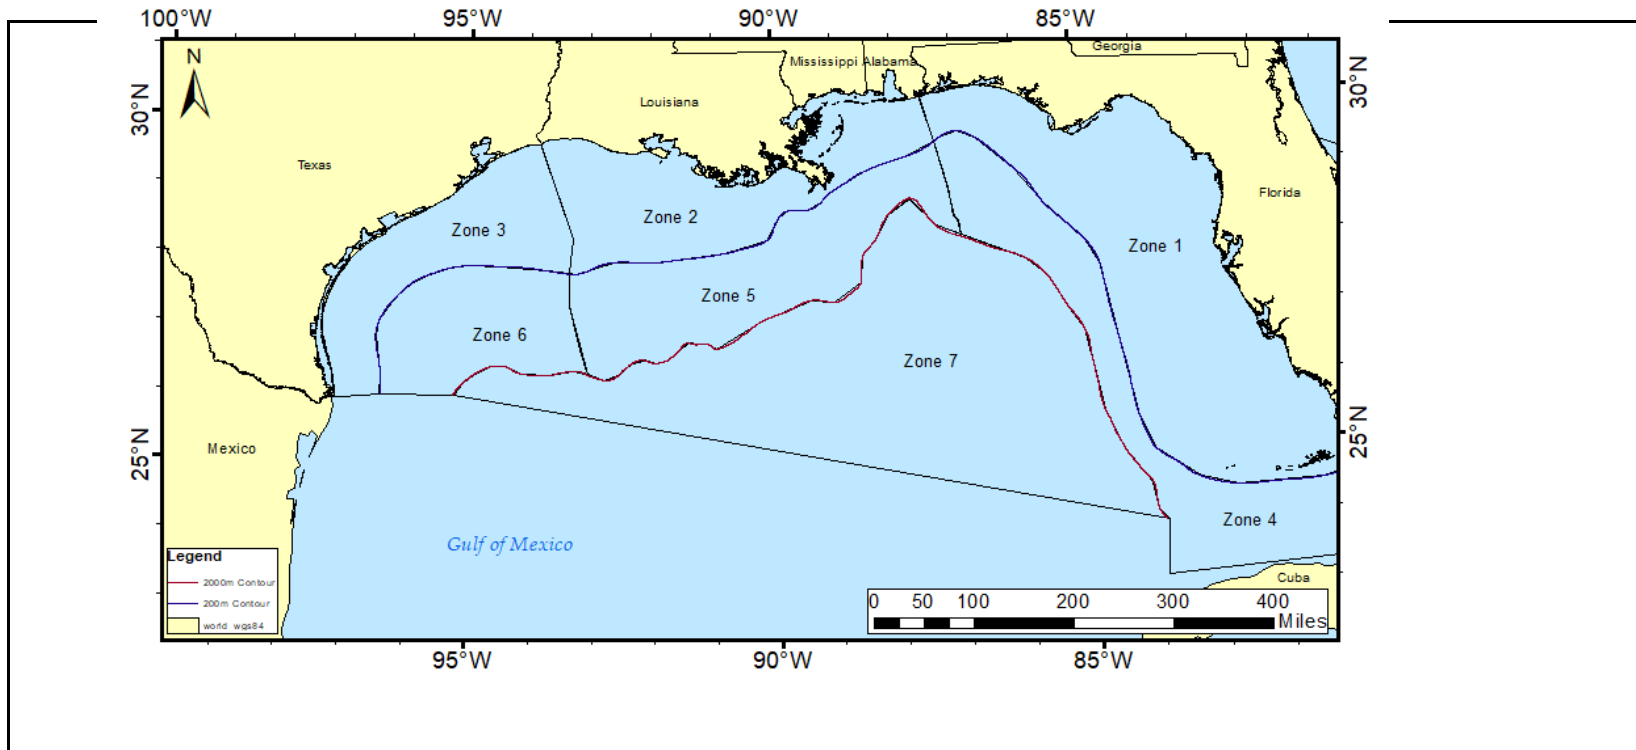 100°W 95°W 90°W 85°W
N
Georgia
Mississippi Alabama
30°N
30°N
Louisiana
Texas
Florida
Zone 2
Zone 3
Zone 1
Zone 5
Zone 6
Zone 7
25°N
25°N
Mexico
Zone 4
Gulf of Mexico
Legend
2000m Contour
200m Contour
world_wgs84
Cuba
0 50 100 200 300 400
Miles
95°W 90°W 85°W